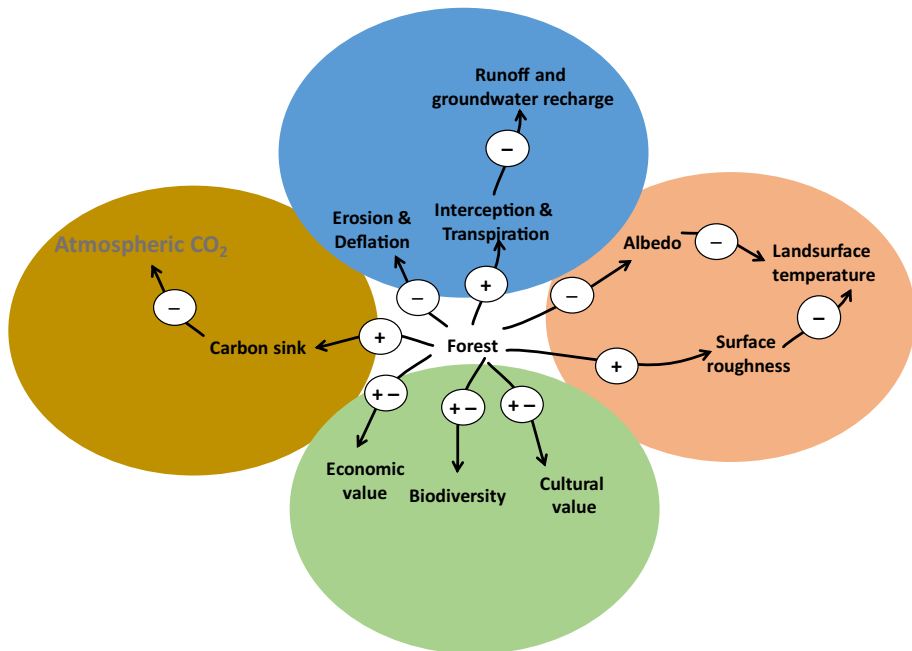 Runoff and
groundwater recharge
−
Erosion &
Deflation
Interception &
Transpiration
Albedo
−
Landsurface
temperature
Atmospheric CO₂
−
+
−
−
−
Carbon sink
+
Forest
+
Surface
roughness
+ −
+ −
+ −
Economic
value
Biodiversity
Cultural
value